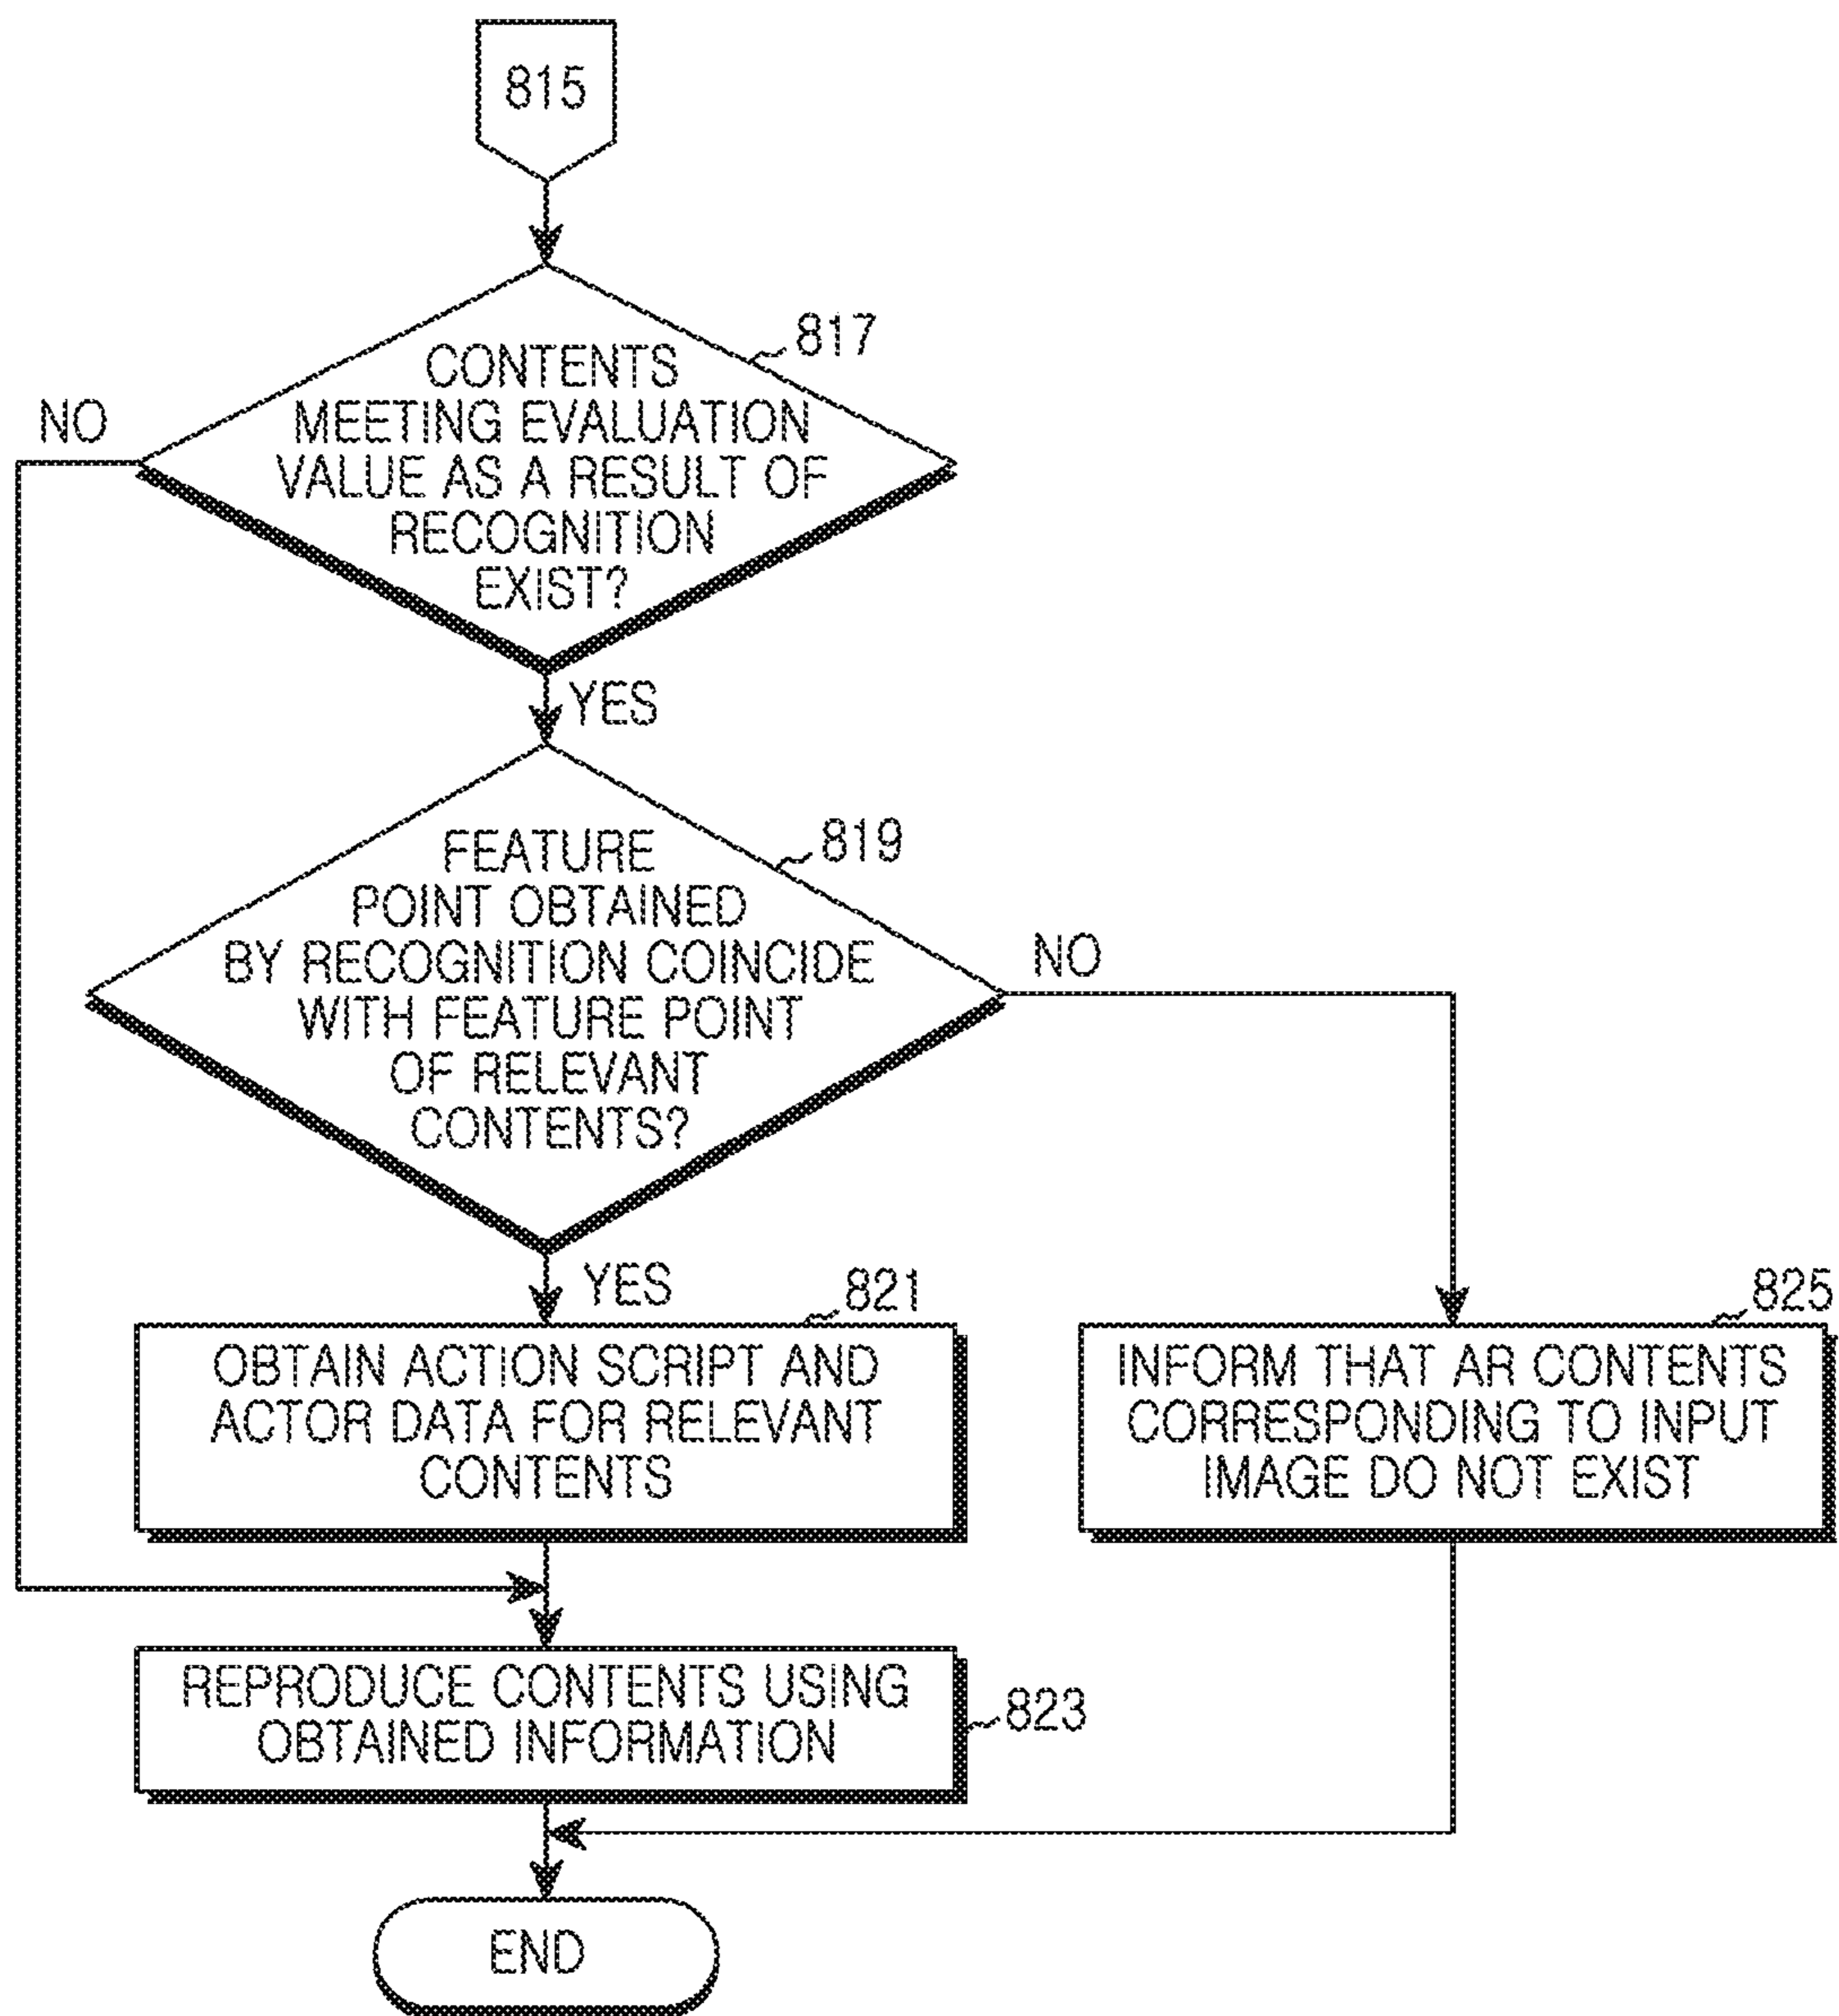 815
817
CONTENTS
MEETING EVALUATION
VALUE AS A RESULT OF
RECOGNITION
EXIST?
NO
YES
819
FEATURE
POINT OBTAINED
BY RECOGNITION COINCIDE
WITH FEATURE POINT
OF RELEVANT
CONTENTS?
NO
YES
821
OBTAIN ACTION SCRIPT AND
ACTOR DATA FOR RELEVANT
CONTENTS
825
INFORM THAT AR CONTENTS
CORRESPONDING TO INPUT
IMAGE DO NOT EXIST
REPRODUCE CONTENTS USING
OBTAINED INFORMATION
823
END